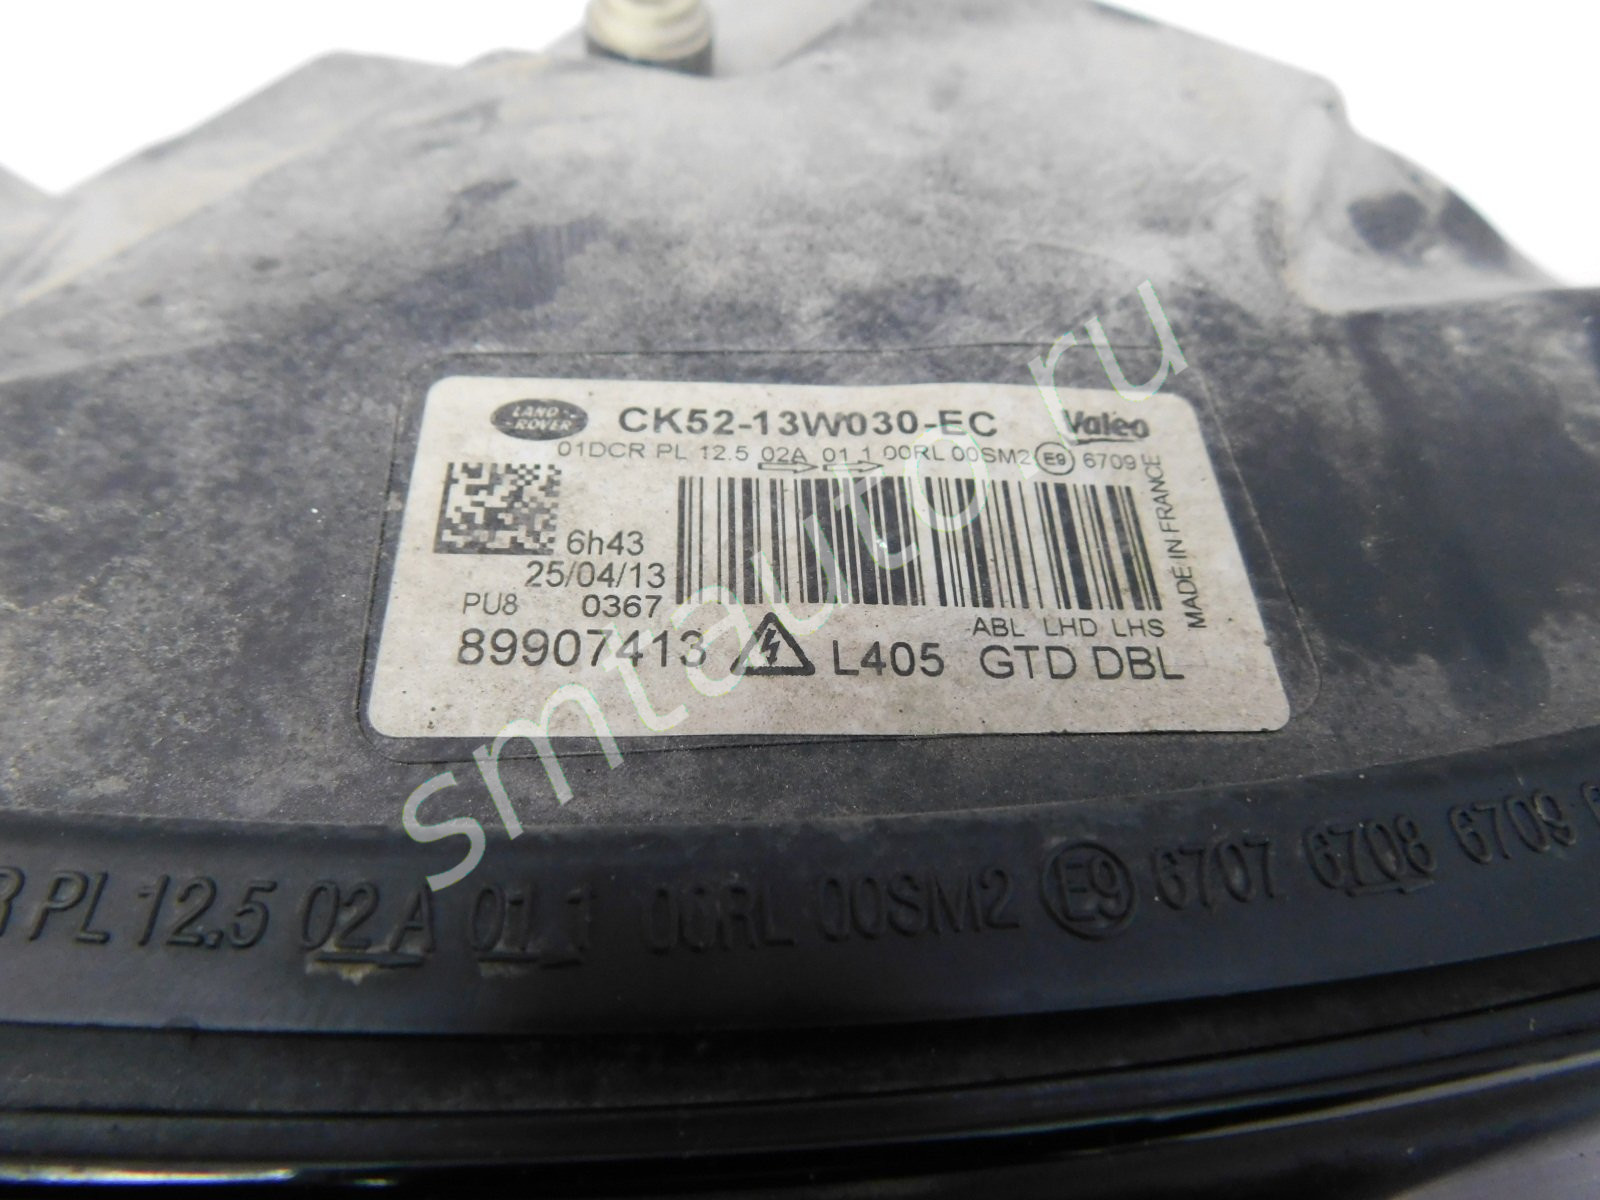 LAND ROVER CK52-13W030-EC Valeo
01DCR PL 12.5 02A 01 1 00RL 00SM2 E9 6709
6h43
25/04/13
PU8 0367
89907413 L405 GTD DBL
ABL LHD LHS
MADE IN FRANCE
smtauto.ru
R PL 12.5 02A 01 1 00RL 00SM2 E9 6707 6708 6709